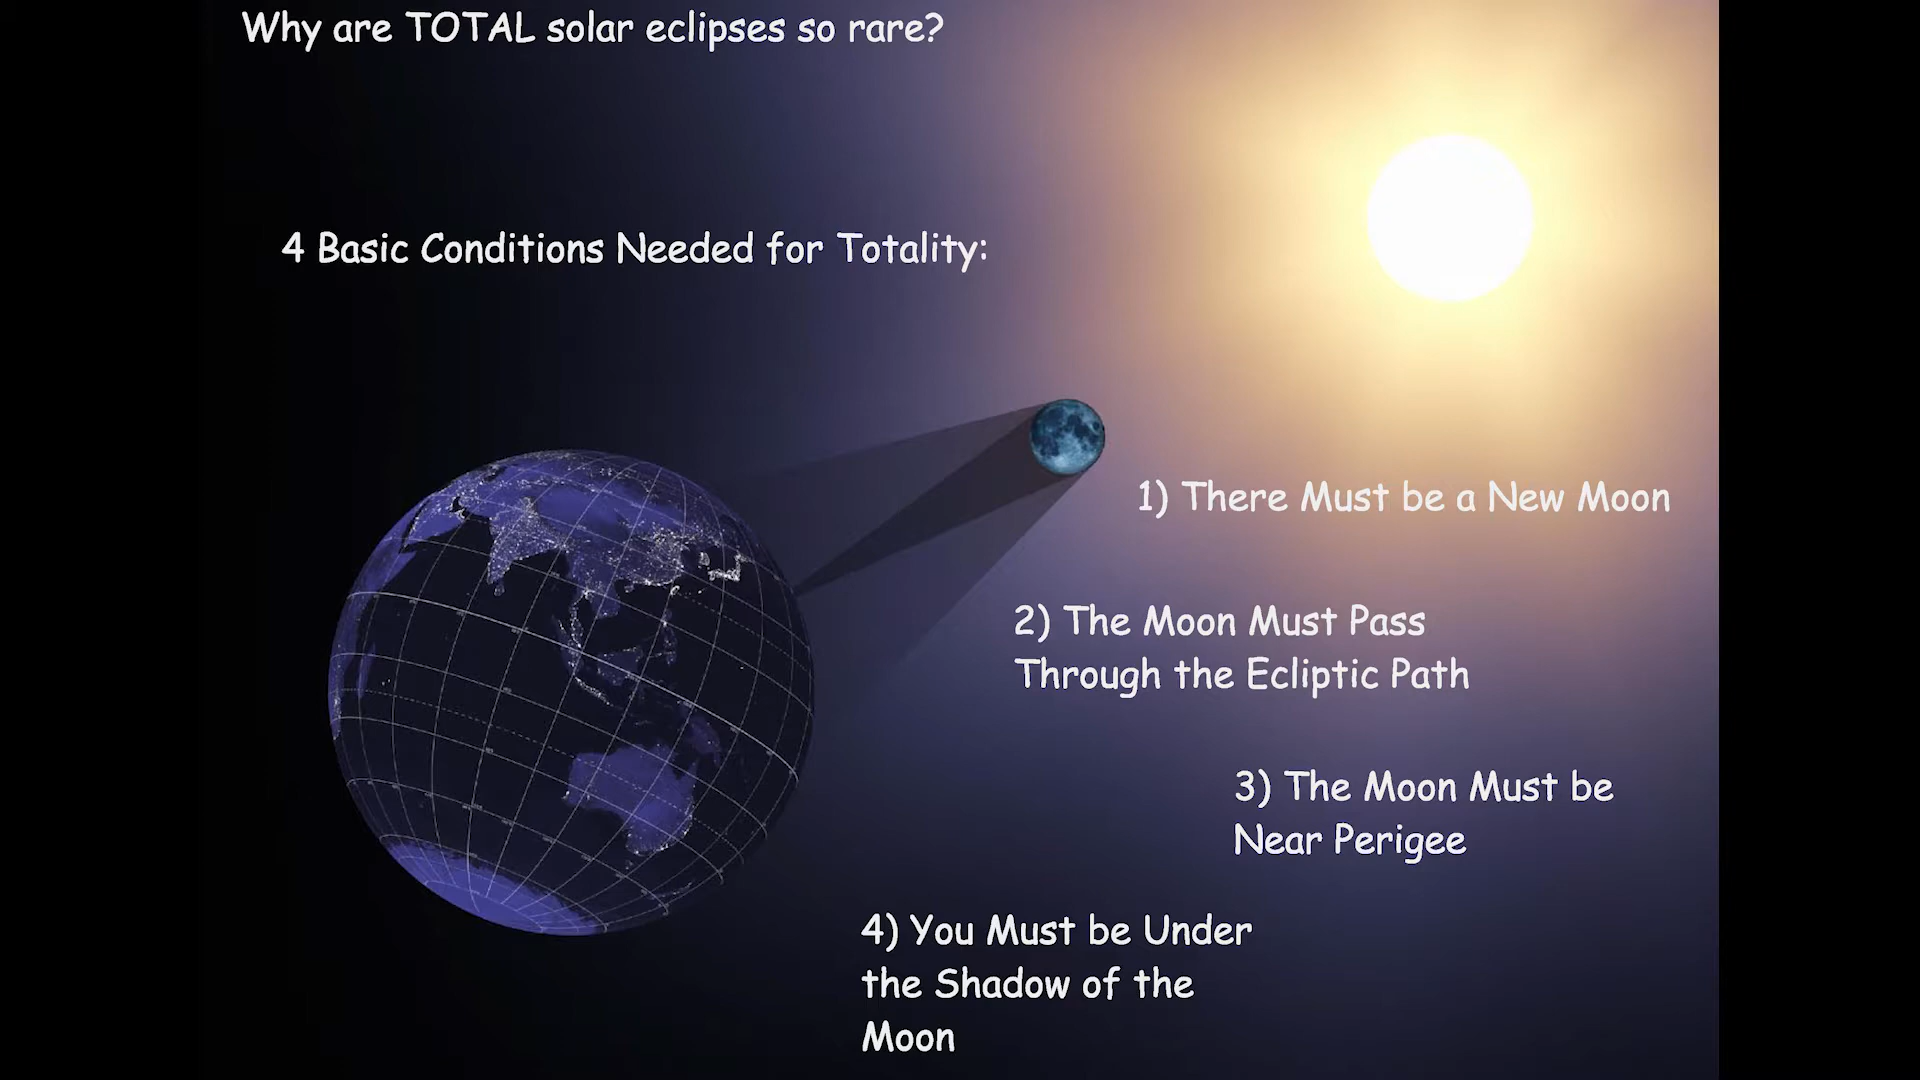 Why are TOTAL solar eclipses so rare?
4 Basic Conditions Needed for Totality:
1) There Must be a New Moon
2) The Moon Must Pass
Through the Ecliptic Path
3) The Moon Must be
Near Perigee
4) You Must be Under
the Shadow of the
Moon